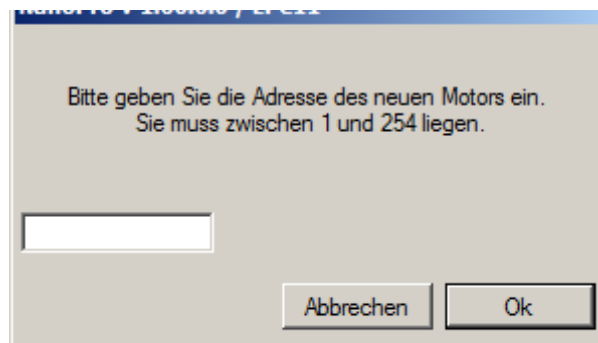 Bitte geben Sie die Adresse des neuen Motors ein.
Sie muss zwischen 1 und 254 liegen.
Abbrechen Ok